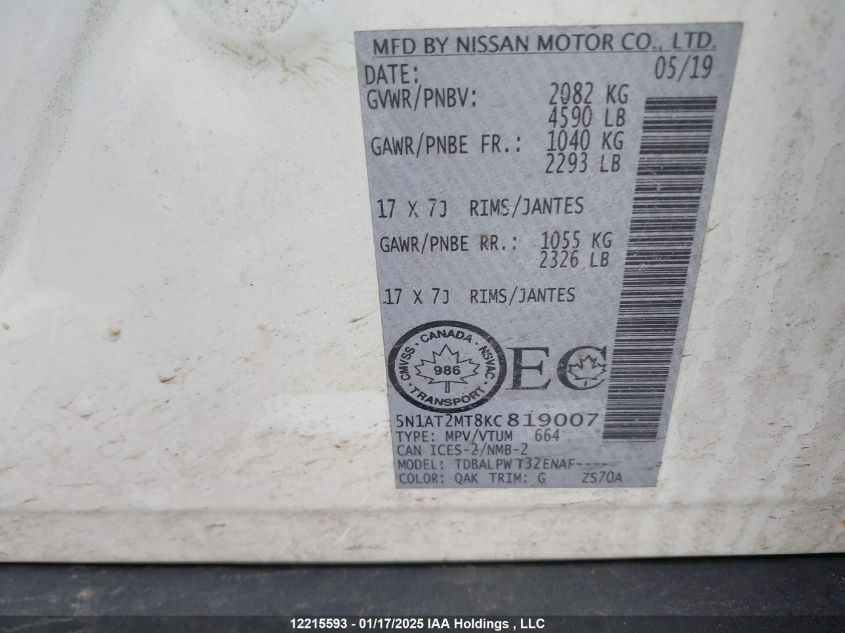 MFD BY NISSAN MOTOR CO., LTD.
DATE: 05/19
GVWR/PNBV: 2082 KG
4590 LB
GAWR/PNBE FR.: 1040 KG
2293 LB
17 X 7J RIMS/JANTES
GAWR/PNBE RR.: 1055 KG
2326 LB
17 X 7J RIMS/JANTES
CMVSS · CANADA · NSVAC
986
· TRANSPORT ·
EC
5N1AT2MT8KC819007
TYPE: MPV/VTUM 664
CAN ICES-2/NMB-2
MODEL: TDBALPW T32ENAF----
COLOR: QAK TRIM: G ZS70A
12215593 - 01/17/2025 IAA Holdings , LLC